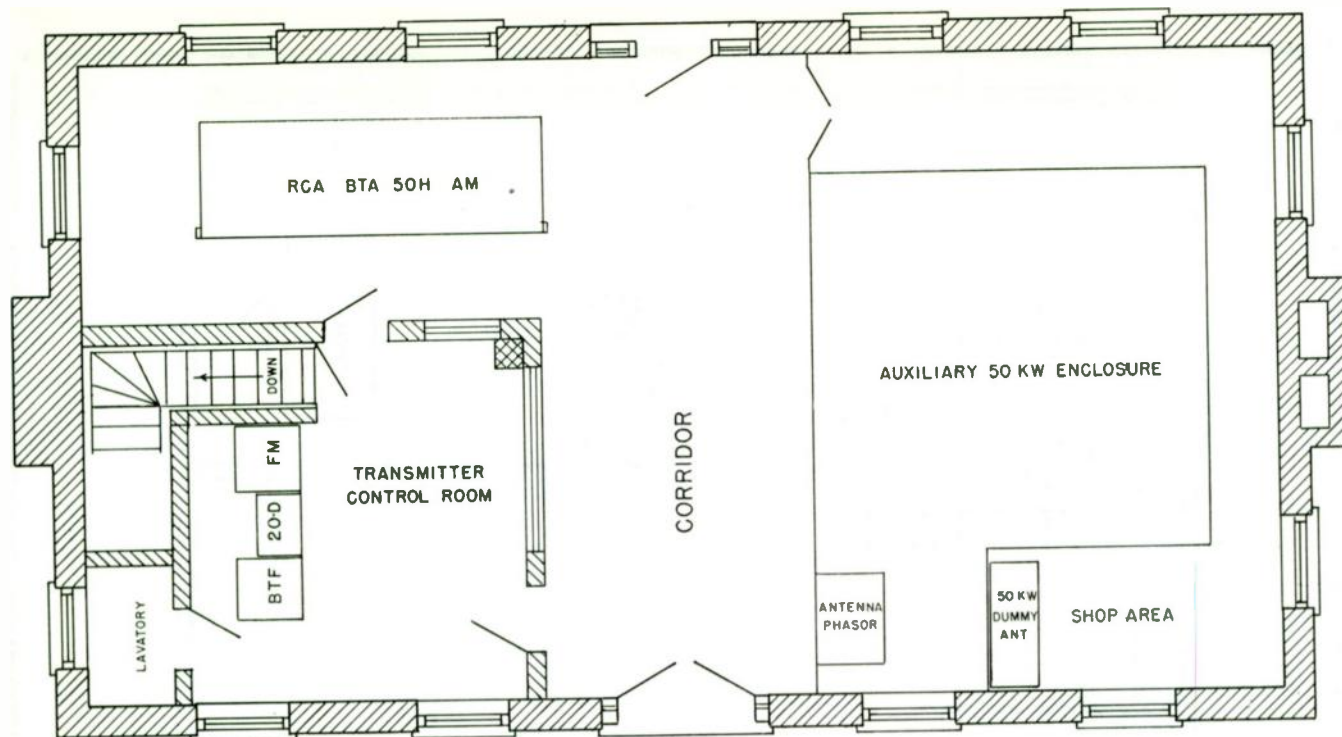 RCA BTA 50H AM
DOWN
FM
20-D
BTF
TRANSMITTER
CONTROL ROOM
LAVATORY
CORRIDOR
AUXILIARY 50 KW ENCLOSURE
ANTENNA
PHASOR
50 KW
DUMMY
ANT
SHOP AREA